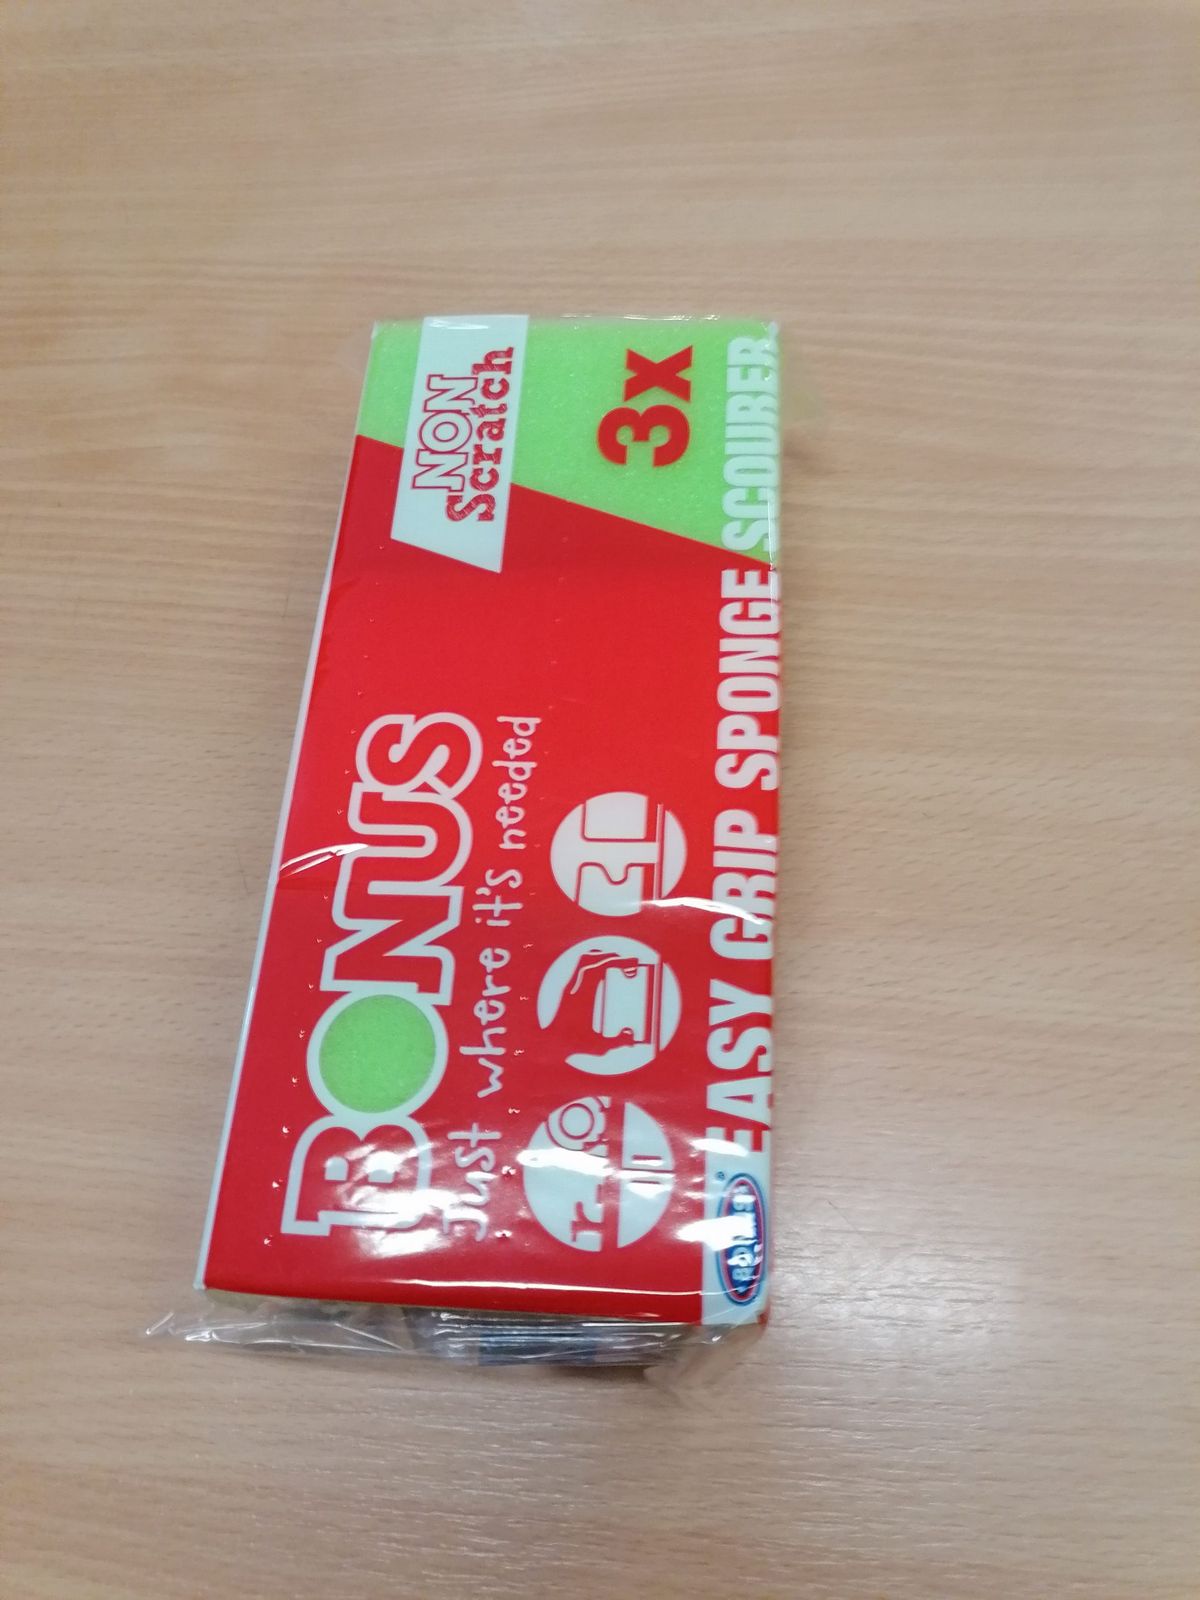 NON
Scratch
3x
BONUS
Just where it's needed
EASY GRIP SPONGE SCOURER